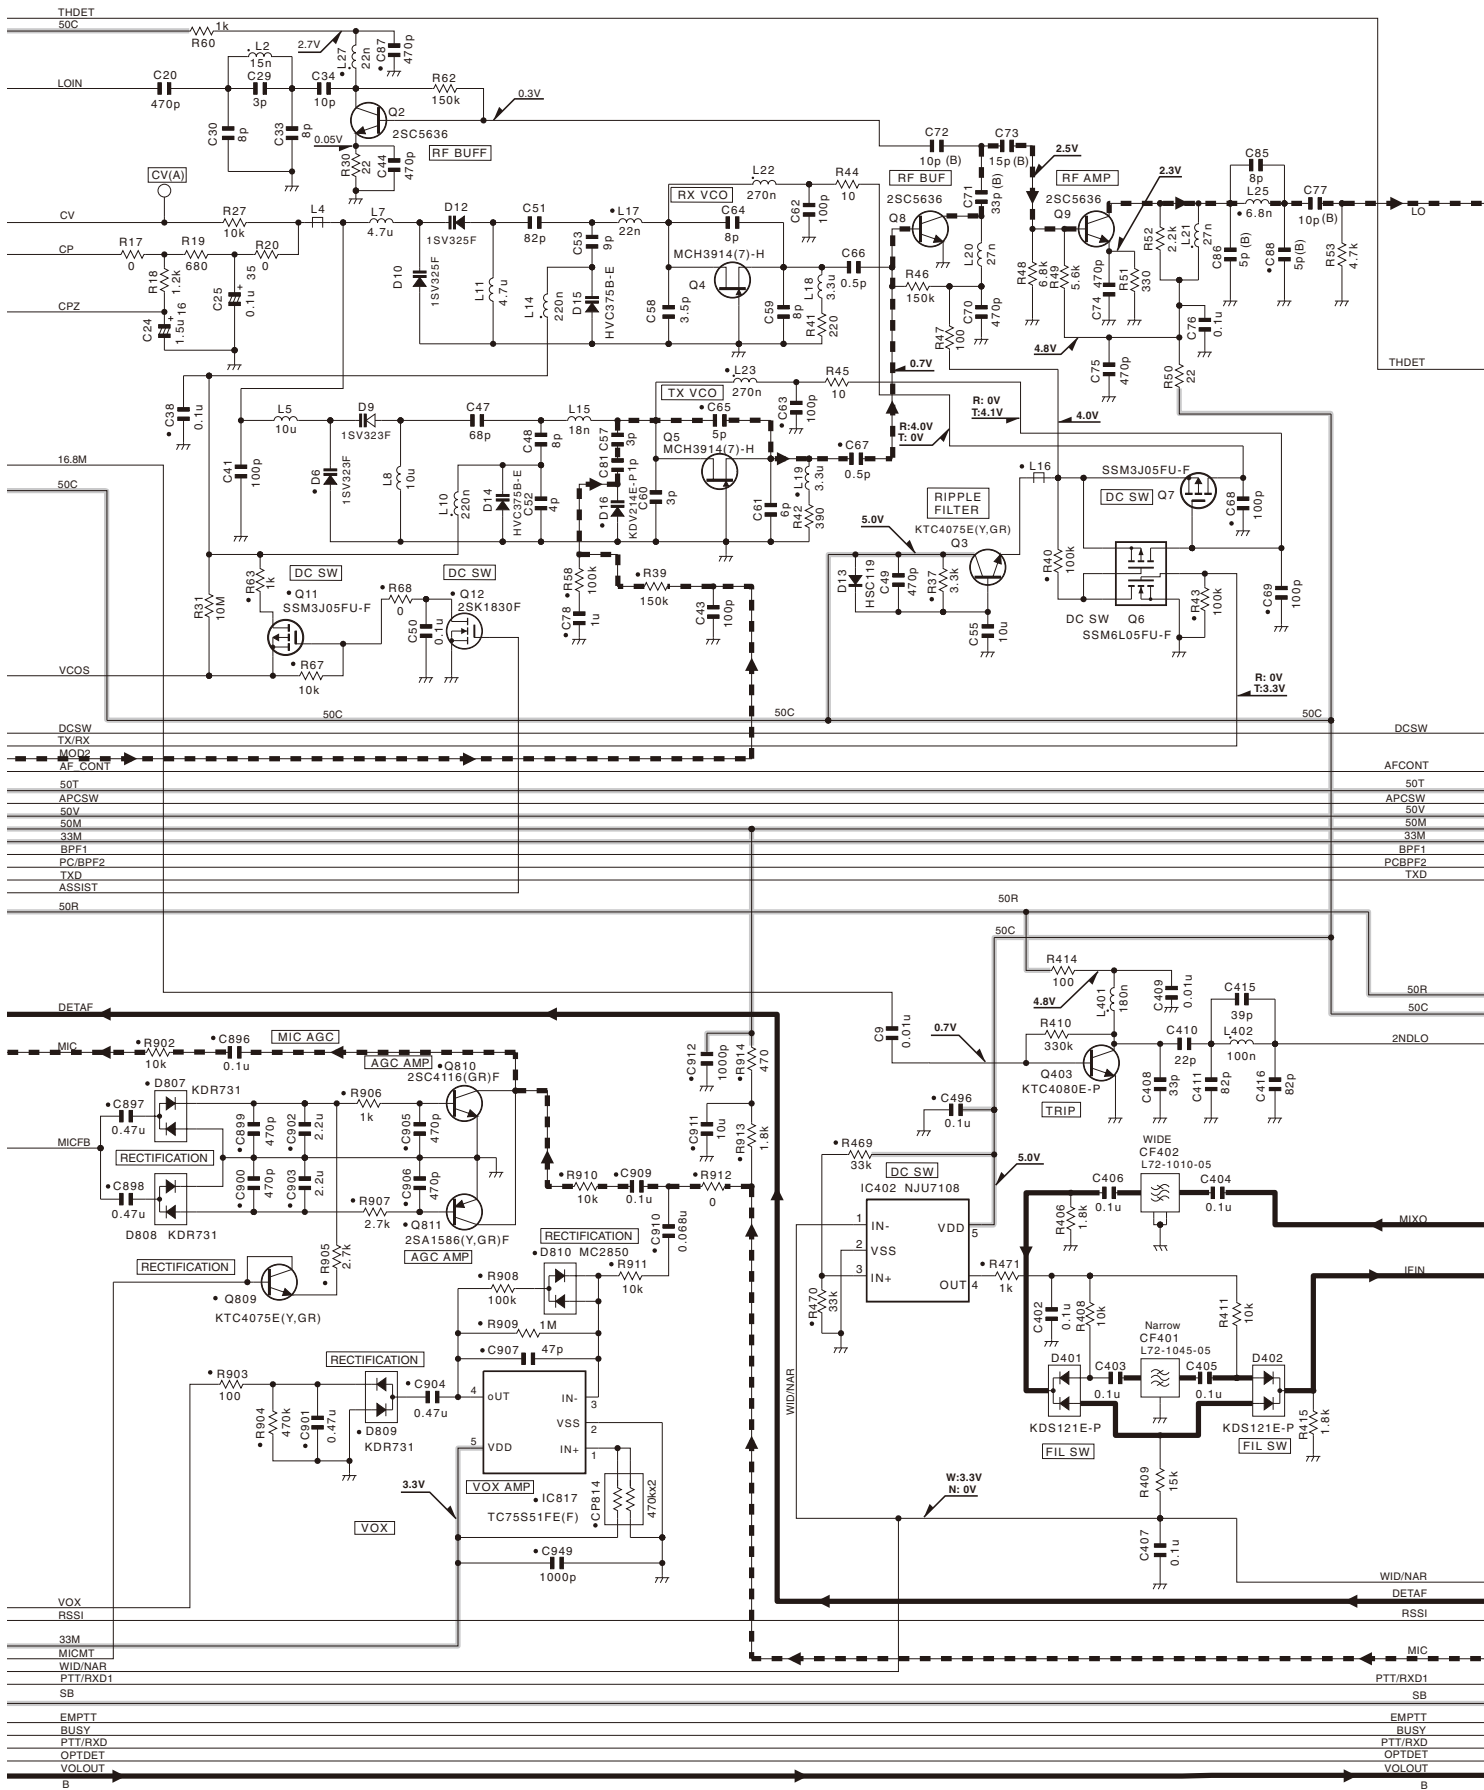 THDET
50C
R60
1k
2.7V
L27
22n
C87
470p
L2
15n
LOIN
C20
470p
C29
3p
C34
10p
R62
150k
0.3V
C30
8p
C33
8p
Q2
2SC5636
0.05V
R30
22
C44
470p
RF BUFF
CV(A)
C72
10p (B)
C73
15p (B)
2.5V
RF BUF
2SC5636
Q8
C71
33p (B)
RF AMP
2SC5636
Q9
2.3V
C85
8p
L25
6.8n
C77
10p (B)
LO
CV
R27
10k
L4
L7
4.7u
D12
1SV325F
C51
82p
L17
22n
RX VCO
L22
270n
R44
10
C62
100p
C64
8p
MCH3914(7)-H
Q4
C66
0.5p
CP
R17
0
R19
680
R20
0
R18
1.2k
C25
0.1u 35
CPZ
C24
1.5u 16
D10
1SV325F
L11
4.7u
L14
220n
C53
9p
D15
HVC375B-E
C58
3.5p
C59
8p
L18
3.3u
R41
220
R46
150k
R47
100
L20
27n
C70
470p
R48
6.8k
R49
5.6k
C74
470p
R51
330
R52
2.2k
L21
27n
C86
5p (B)
C88
5p(B)
R53
4.7k
C76
0.1u
4.8V
C75
470p
R50
22
THDET
0.7V
C38
0.1u
TX VCO
L23
270n
R45
10
C63
100p
R: 0V
T:4.1V
4.0V
R:4.0V
T: 0V
L5
10u
D9
1SV323F
C47
68p
L15
18n
C65
5p
Q5
MCH3914(7)-H
C67
0.5p
16.8M
50C
C41
100p
D6
1SV323F
L8
10u
L10
220n
D14
HVC375B-E
C48
8p
C52
4p
C57
3p
C81
1p
D16
KDV214E-P
C60
3p
C61
6p
L19
3.3u
R42
390
RIPPLE
FILTER
KTC4075E(Y,GR)
Q3
5.0V
L16
SSM3J05FU-F
DC SW
Q7
C68
100p
R63
1k
DC SW
Q11
SSM3J05FU-F
R31
10M
R68
0
DC SW
Q12
2SK1830F
C50
0.1u
R58
100k
C78
1u
R39
150k
C43
100p
D13
HSC119
C49
470p
R37
3.3k
C55
10u
R40
100k
DC SW
Q6
SSM6L05FU-F
R43
100k
C69
100p
VCOS
R67
10k
R: 0V
T:3.3V
50C
50C
50C
DCSW
DCSW
TX/RX
MOD2
AF_CONT
AFCONT
50T
50T
APCSW
APCSW
50V
50V
50M
50M
33M
33M
BPF1
BPF1
PC/BPF2
PCBPF2
TXD
TXD
ASSIST
50R
50R
50C
R414
100
4.8V
L401
180n
C409
0.01u
C415
39p
50R
50C
DETAF
C9
0.01u
0.7V
R410
330k
C410
22p
L402
100n
2NDLO
Q403
KTC4080E-P
TRIP
C408
33p
C411
82p
C416
82p
MIC
R902
10k
C896
0.1u
MIC AGC
AGC AMP
Q810
2SC4116(GR)F
C912
1000p
R914
470
D807
KDR731
C897
0.47u
R906
1k
C899
470p
C902
2.2u
C905
470p
C911
10u
R913
1.8k
C496
0.1u
MICFB
RECTIFICATION
C898
0.47u
D808 KDR731
C900
470p
C903
2.2u
R907
2.7k
C906
470p
Q811
2SA1586(Y,GR)F
AGC AMP
R910
10k
C909
0.1u
R912
0
C910
0.068u
R469
33k
DC SW
IC402 NJU7108
5.0V
1
IN-
VDD
5
2
VSS
3
IN+
OUT
4
R470
33k
R471
1k
WIDE
CF402
L72-1010-05
C406
0.1u
C404
0.1u
R406
1.8k
MIXO
IFIN
RECTIFICATION
Q809
KTC4075E(Y,GR)
R905
2.7k
RECTIFICATION
D810 MC2850
R911
10k
R908
100k
R909
1M
C907
47p
C402
0.1u
R408
10k
R411
10k
Narrow
CF401
L72-1045-05
D401
C403
0.1u
C405
0.1u
D402
KDS121E-P
FIL SW
KDS121E-P
FIL SW
R415
1.8k
R903
100
RECTIFICATION
C904
0.47u
R904
470k
C901
0.47u
D809
KDR731
4
oUT
IN-
3
VSS
2
5
VDD
IN+
1
WID/NAR
3.3V
VOX AMP
IC817
TC75S51FE(F)
CP814
470kx2
VOX
C949
1000p
W:3.3V
N: 0V
R409
15k
C407
0.1u
WID/NAR
DETAF
VOX
RSSI
RSSI
33M
MICMT
MIC
WID/NAR
PTT/RXD1
PTT/RXD1
SB
SB
EMPTT
EMPTT
BUSY
BUSY
PTT/RXD
PTT/RXD
OPTDET
OPTDET
VOLOUT
VOLOUT
B
B